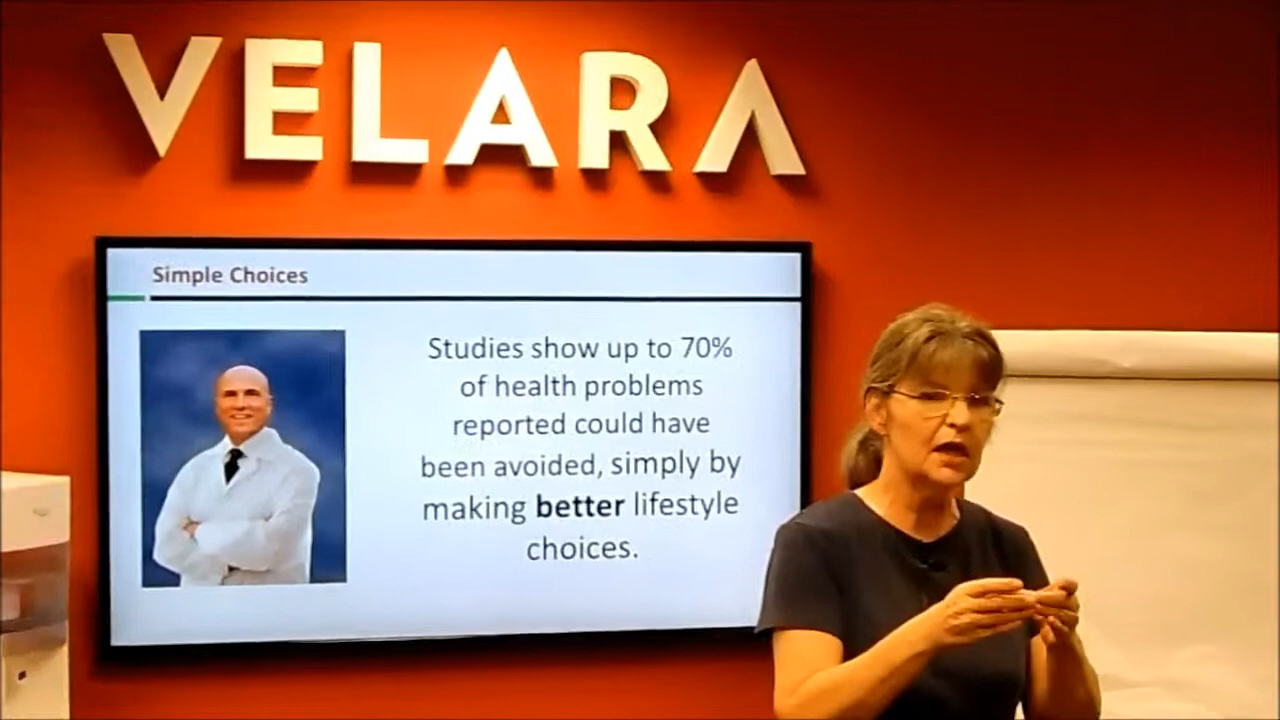 VELARA
Simple Choices
Studies show up to 70%
of health problems
reported could have
been avoided, simply by
making better lifestyle
choices.